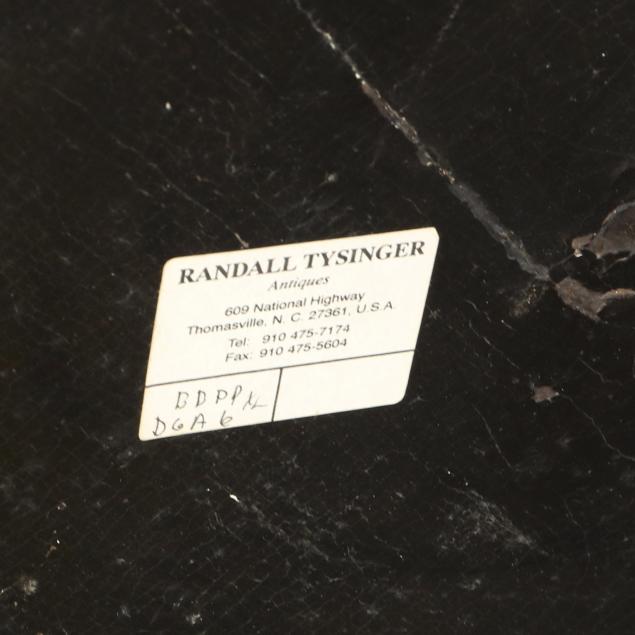 RANDALL TYSINGER
Antiques
609 National Highway
Thomasville, N. C. 27361, U.S.A.
Tel: 910 475-7174
Fax: 910 475-5604
DGA6